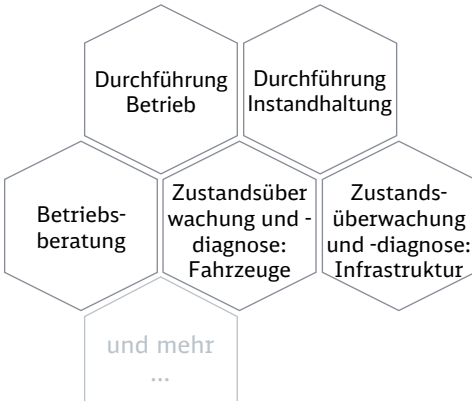 Durchführung
Betrieb
Durchführung
Instandhaltung
Betriebs-
beratung
Zustandsüber
wachung und -
diagnose:
Fahrzeuge
Zustands-
überwachung
und -diagnose:
Infrastruktur
und mehr
...